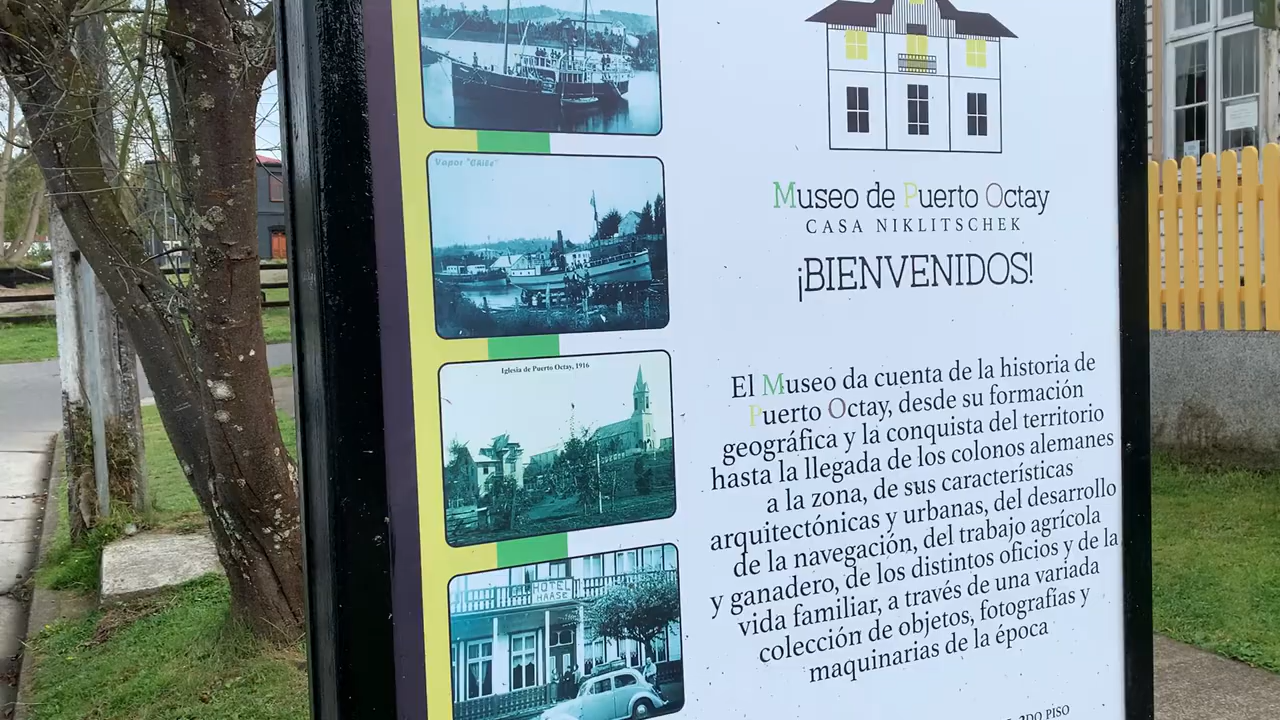 Vapor "Chile"
Iglesia de Puerto Octay, 1916
HOTEL
HAASE
Museo de Puerto Octay
CASA NIKLITSCHEK
¡BIENVENIDOS!
El Museo da cuenta de la historia de
Puerto Octay, desde su formación
geográfica y la conquista del territorio
hasta la llegada de los colonos alemanes
a la zona, de sus características
arquitectónicas y urbanas, del desarrollo
de la navegación, del trabajo agrícola
y ganadero, de los distintos oficios y de la
vida familiar, a través de una variada
colección de objetos, fotografías y
maquinarias de la época
2DO PISO